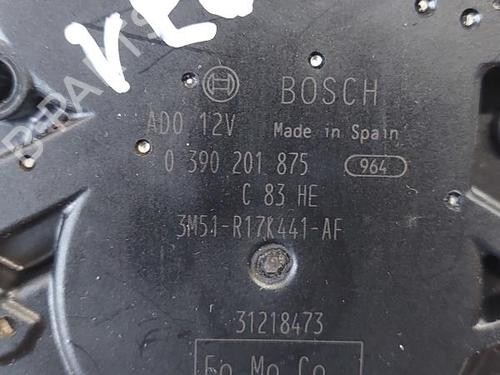 BOSCH
AD0 12V Made in Spain
0 390 201 875 964
C 83 HE
3M51-R17K441-AF
31218473
Fo Mo Co